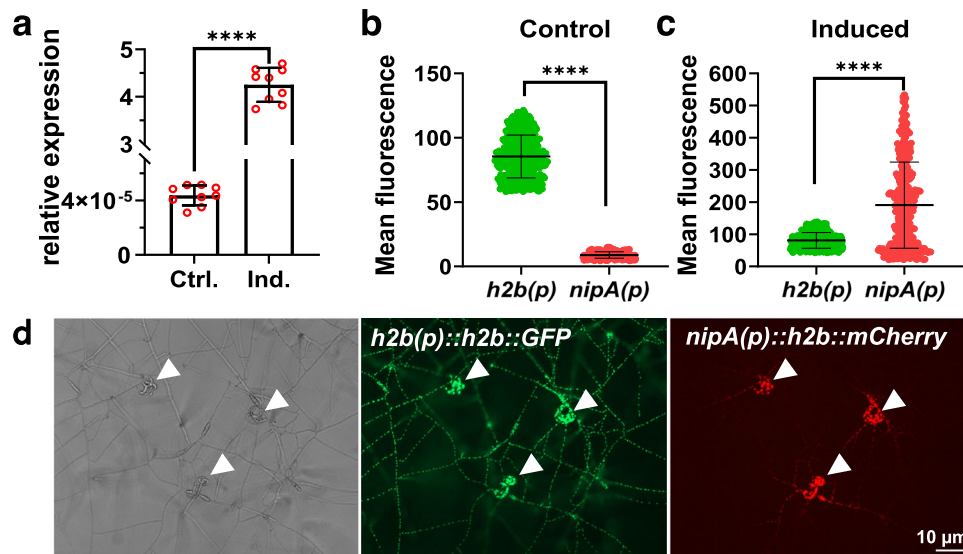 a
relative expression
5
4
3
4×10⁻⁵
0
****
Ctrl.
Ind.
b
Control
Mean fluorescence
150
100
50
0
****
h2b(p)
nipA(p)
c
Induced
Mean fluorescence
600
500
400
300
200
100
0
****
h2b(p)
nipA(p)
d
h2b(p)::h2b::GFP
nipA(p)::h2b::mCherry
10 µm